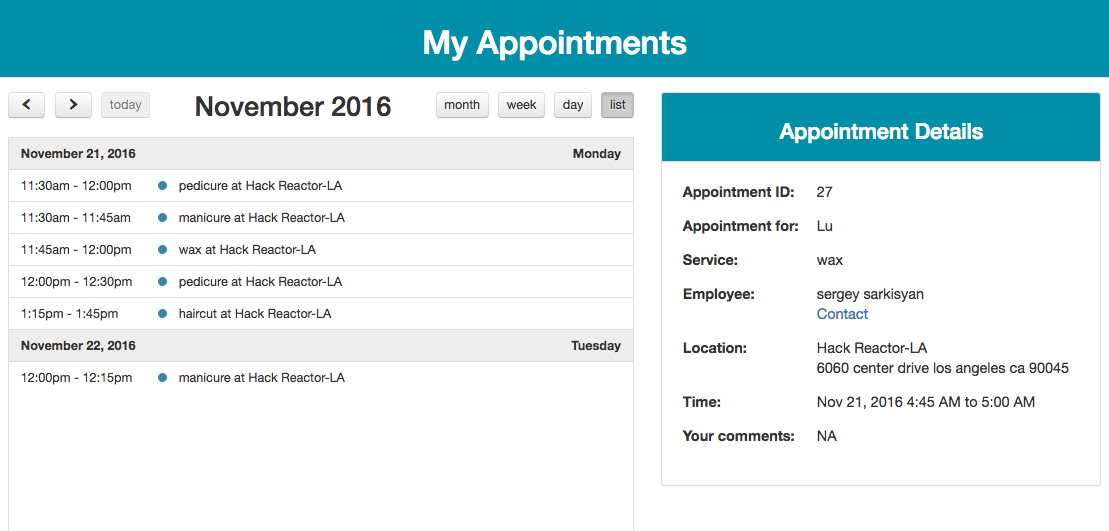 My Appointments
today
November 2016
month week day list
November 21, 2016 Monday
11:30am - 12:00pm pedicure at Hack Reactor-LA
11:30am - 11:45am manicure at Hack Reactor-LA
11:45am - 12:00pm wax at Hack Reactor-LA
12:00pm - 12:30pm pedicure at Hack Reactor-LA
1:15pm - 1:45pm haircut at Hack Reactor-LA
November 22, 2016 Tuesday
12:00pm - 12:15pm manicure at Hack Reactor-LA
Appointment Details
Appointment ID: 27
Appointment for: Lu
Service: wax
Employee: sergey sarkisyan
Contact
Location: Hack Reactor-LA
6060 center drive los angeles ca 90045
Time: Nov 21, 2016 4:45 AM to 5:00 AM
Your comments: NA